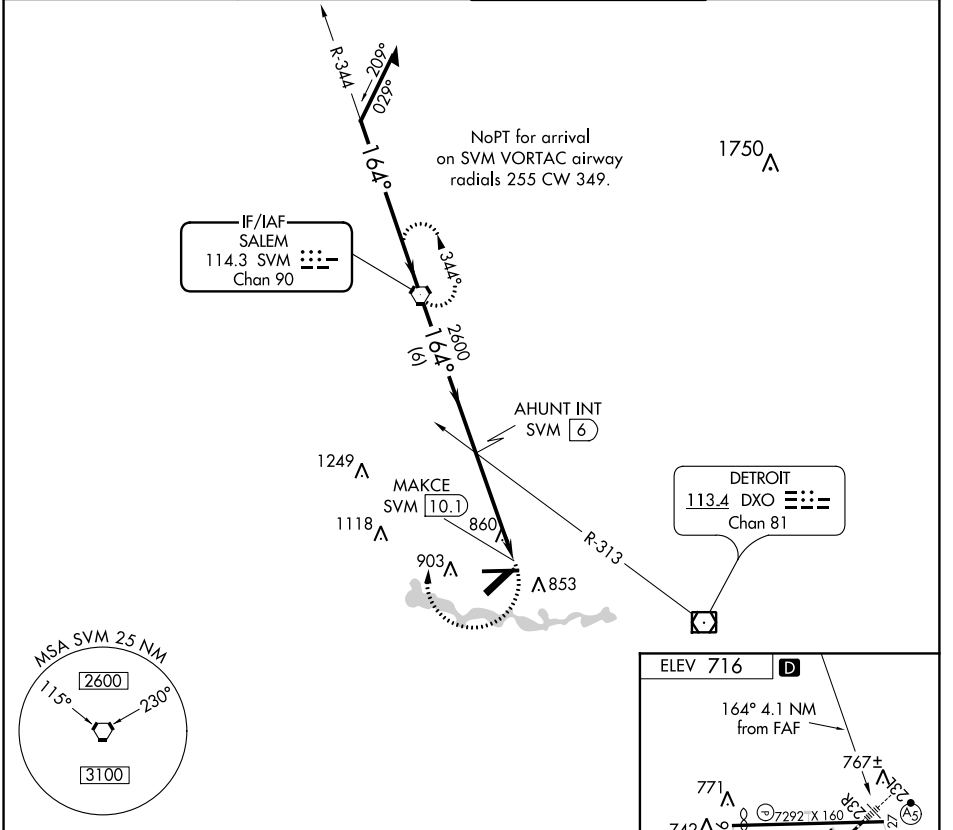 R-344
209°
029°
164°
NoPT for arrival
on SVM VORTAC airway
radials 255 CW 349.
1750
IF/IAF
SALEM
114.3 SVM
Chan 90
344°
2600
164°
(6)
AHUNT INT
SVM 6
1249
MAKCE
SVM 10.1
1118
860
DETROIT
113.4 DXO
Chan 81
R-313
903
853
MSA SVM 25 NM
2600
115°
230°
3100
ELEV 716 D
164° 4.1 NM
from FAF
767±
771
23R
23L
A5
P 7292 X 160
27
742
9